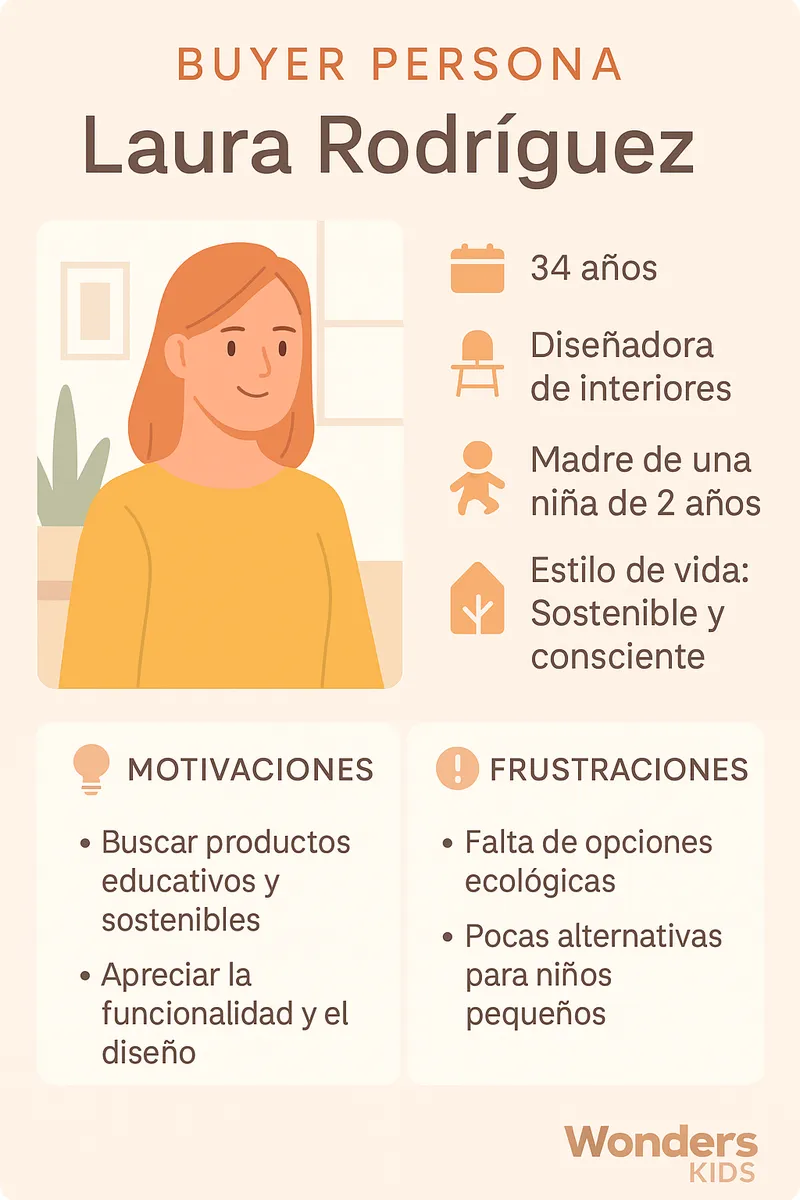 BUYER PERSONA
Laura Rodríguez
34 años
Diseñadora
de interiores
Madre de una
niña de 2 años
Estilo de vida:
Sostenible y
consciente
MOTIVACIONES
• Buscar productos
educativos y
sostenibles
• Apreciar la
funcionalidad y el
diseño
FRUSTRACIONES
• Falta de opciones
ecológicas
• Pocas alternativas
para niños
pequeños
Wonders
KIDS